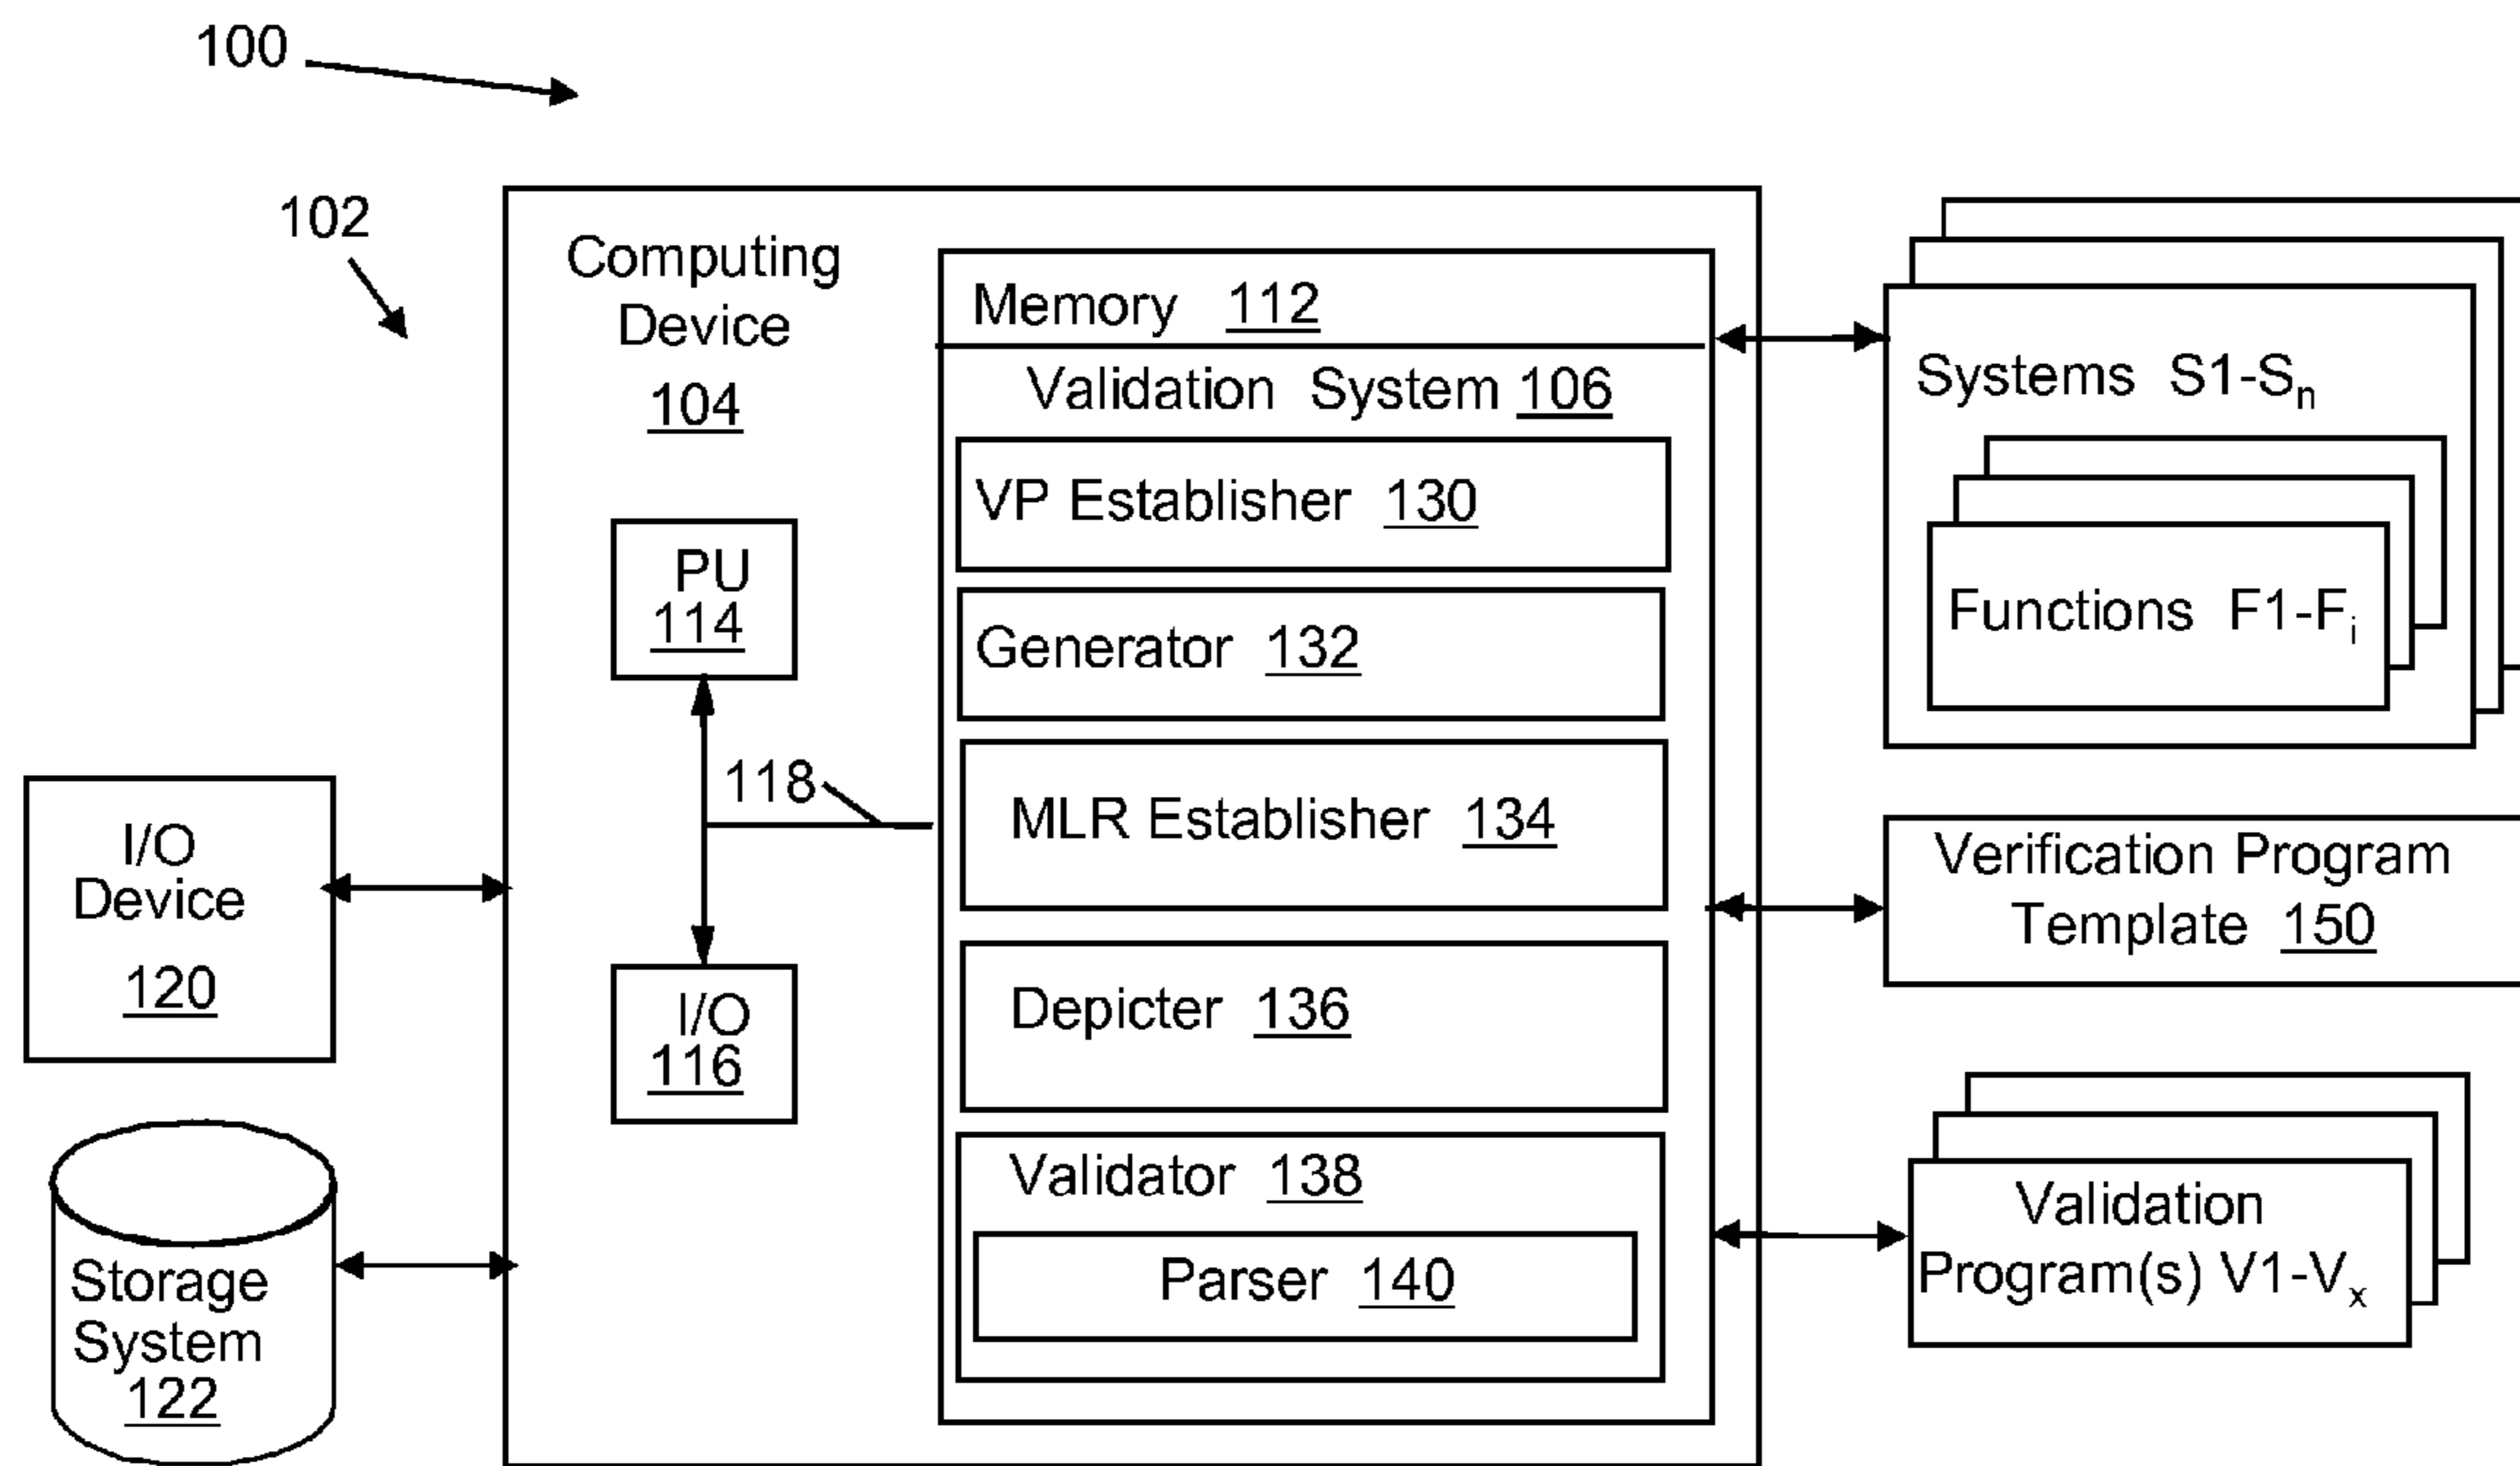 100
102
Computing
Device
104
PU
114
118
I/O
116
I/O
Device
120
Storage
System
122
Memory 112
Validation System 106
VP Establisher 130
Generator 132
MLR Establisher 134
Depicter 136
Validator 138
Parser 140
Systems S1-Sn
Functions F1-Fi
Verification Program
Template 150
Validation
Program(s) V1-Vx